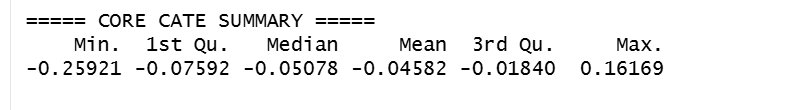 ===== CORE CATE SUMMARY =====
Min. 1st Qu. Median Mean 3rd Qu. Max.
-0.25921 -0.07592 -0.05078 -0.04582 -0.01840 0.16169